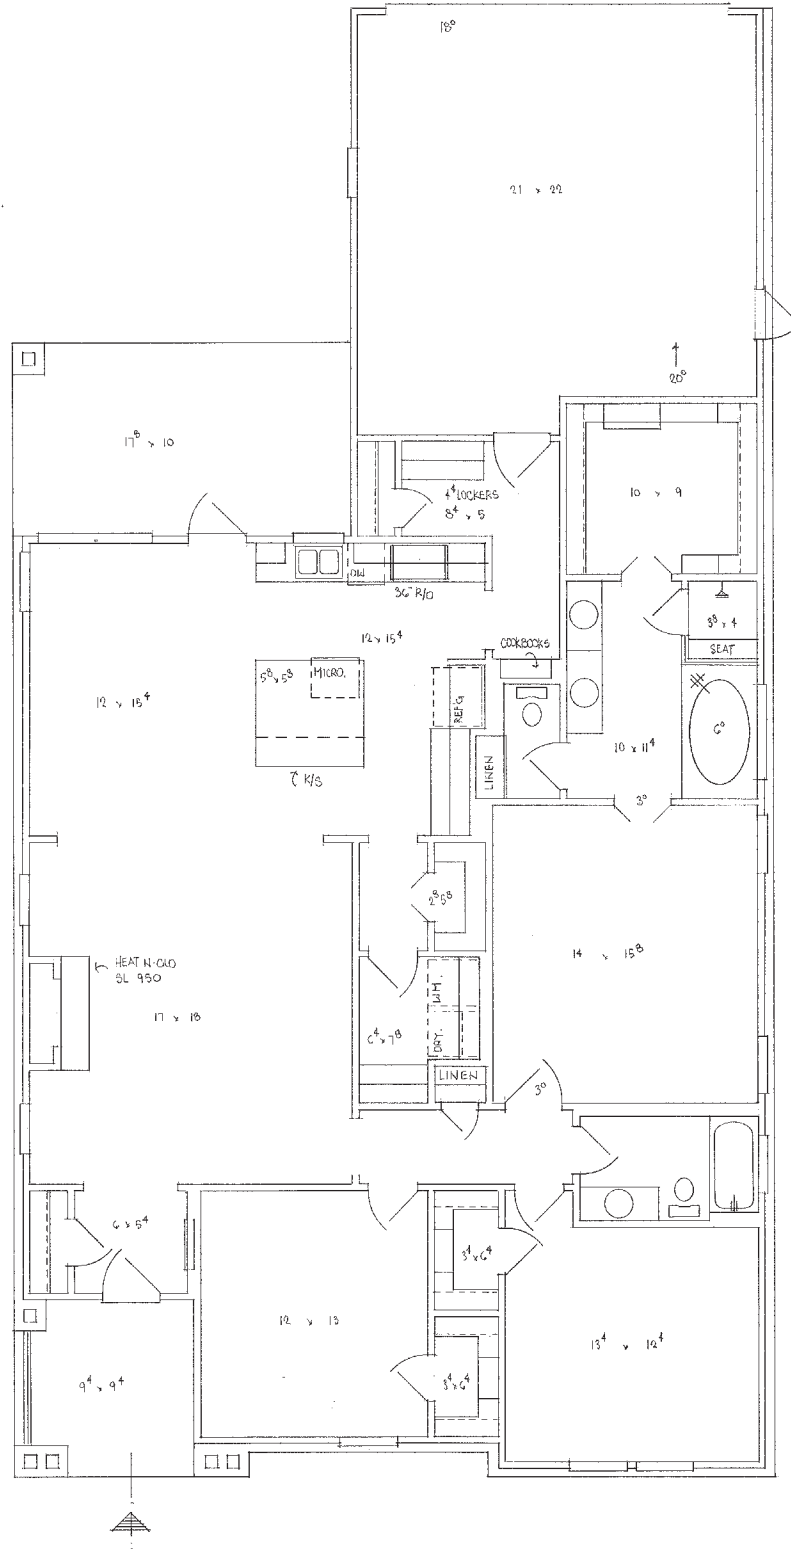 18⁰
21 x 22
20⁰
17⁸ x 10
4⁴ LOCKERS
8⁴ x 5
10 x 9
DW
36" R/O
12 x 15⁴
COOKBOOKS
3⁸ x 4
SEAT
5⁸ x 5⁸
MICRO.
REFG
12 x 15⁴
6⁰
10 x 11⁴
LINEN
K/S
3⁰
2⁸ 5⁸
HEAT N-GLO
SL 950
14 x 15⁸
W.M.
17 x 18
6⁴ x 7⁸
DRY.
LINEN
3⁰
6 x 5⁴
3⁴ x 6⁴
12 x 13
13⁴ x 12⁴
9⁴ x 9⁴
3⁴ x 6⁴